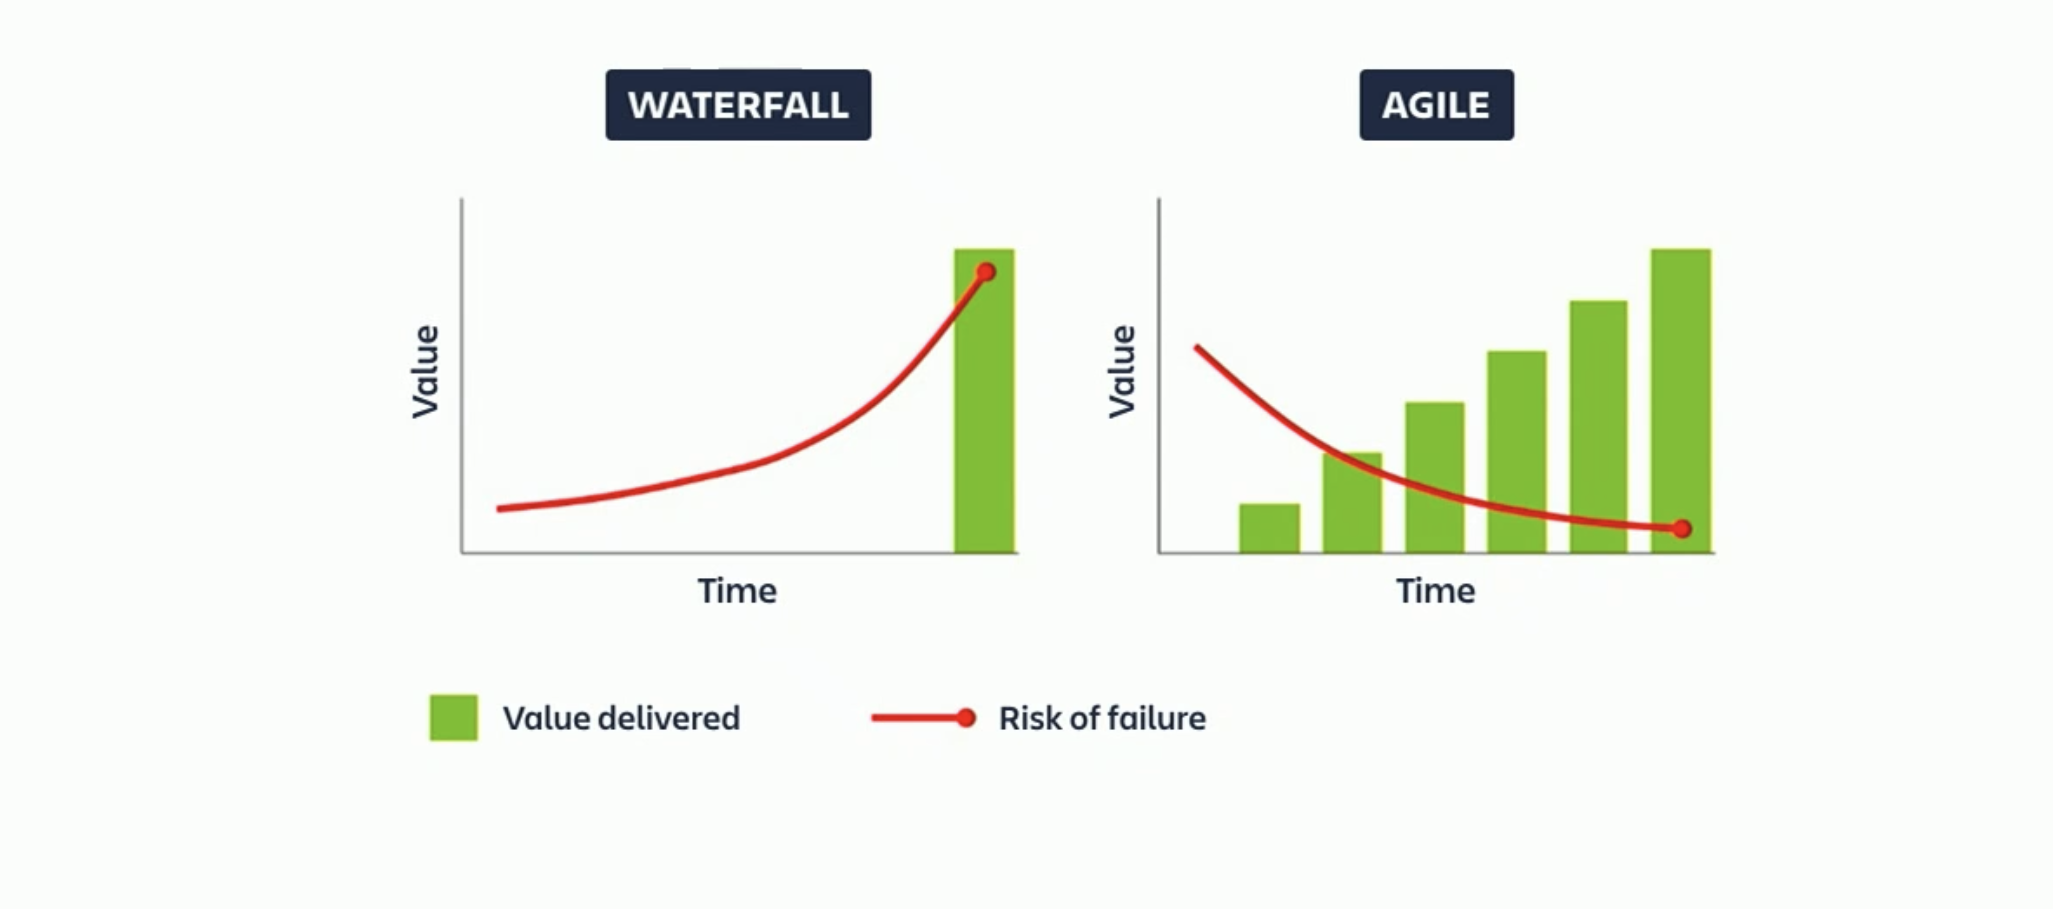 WATERFALL
AGILE
Value
Time
Value
Time
Value delivered
Risk of failure